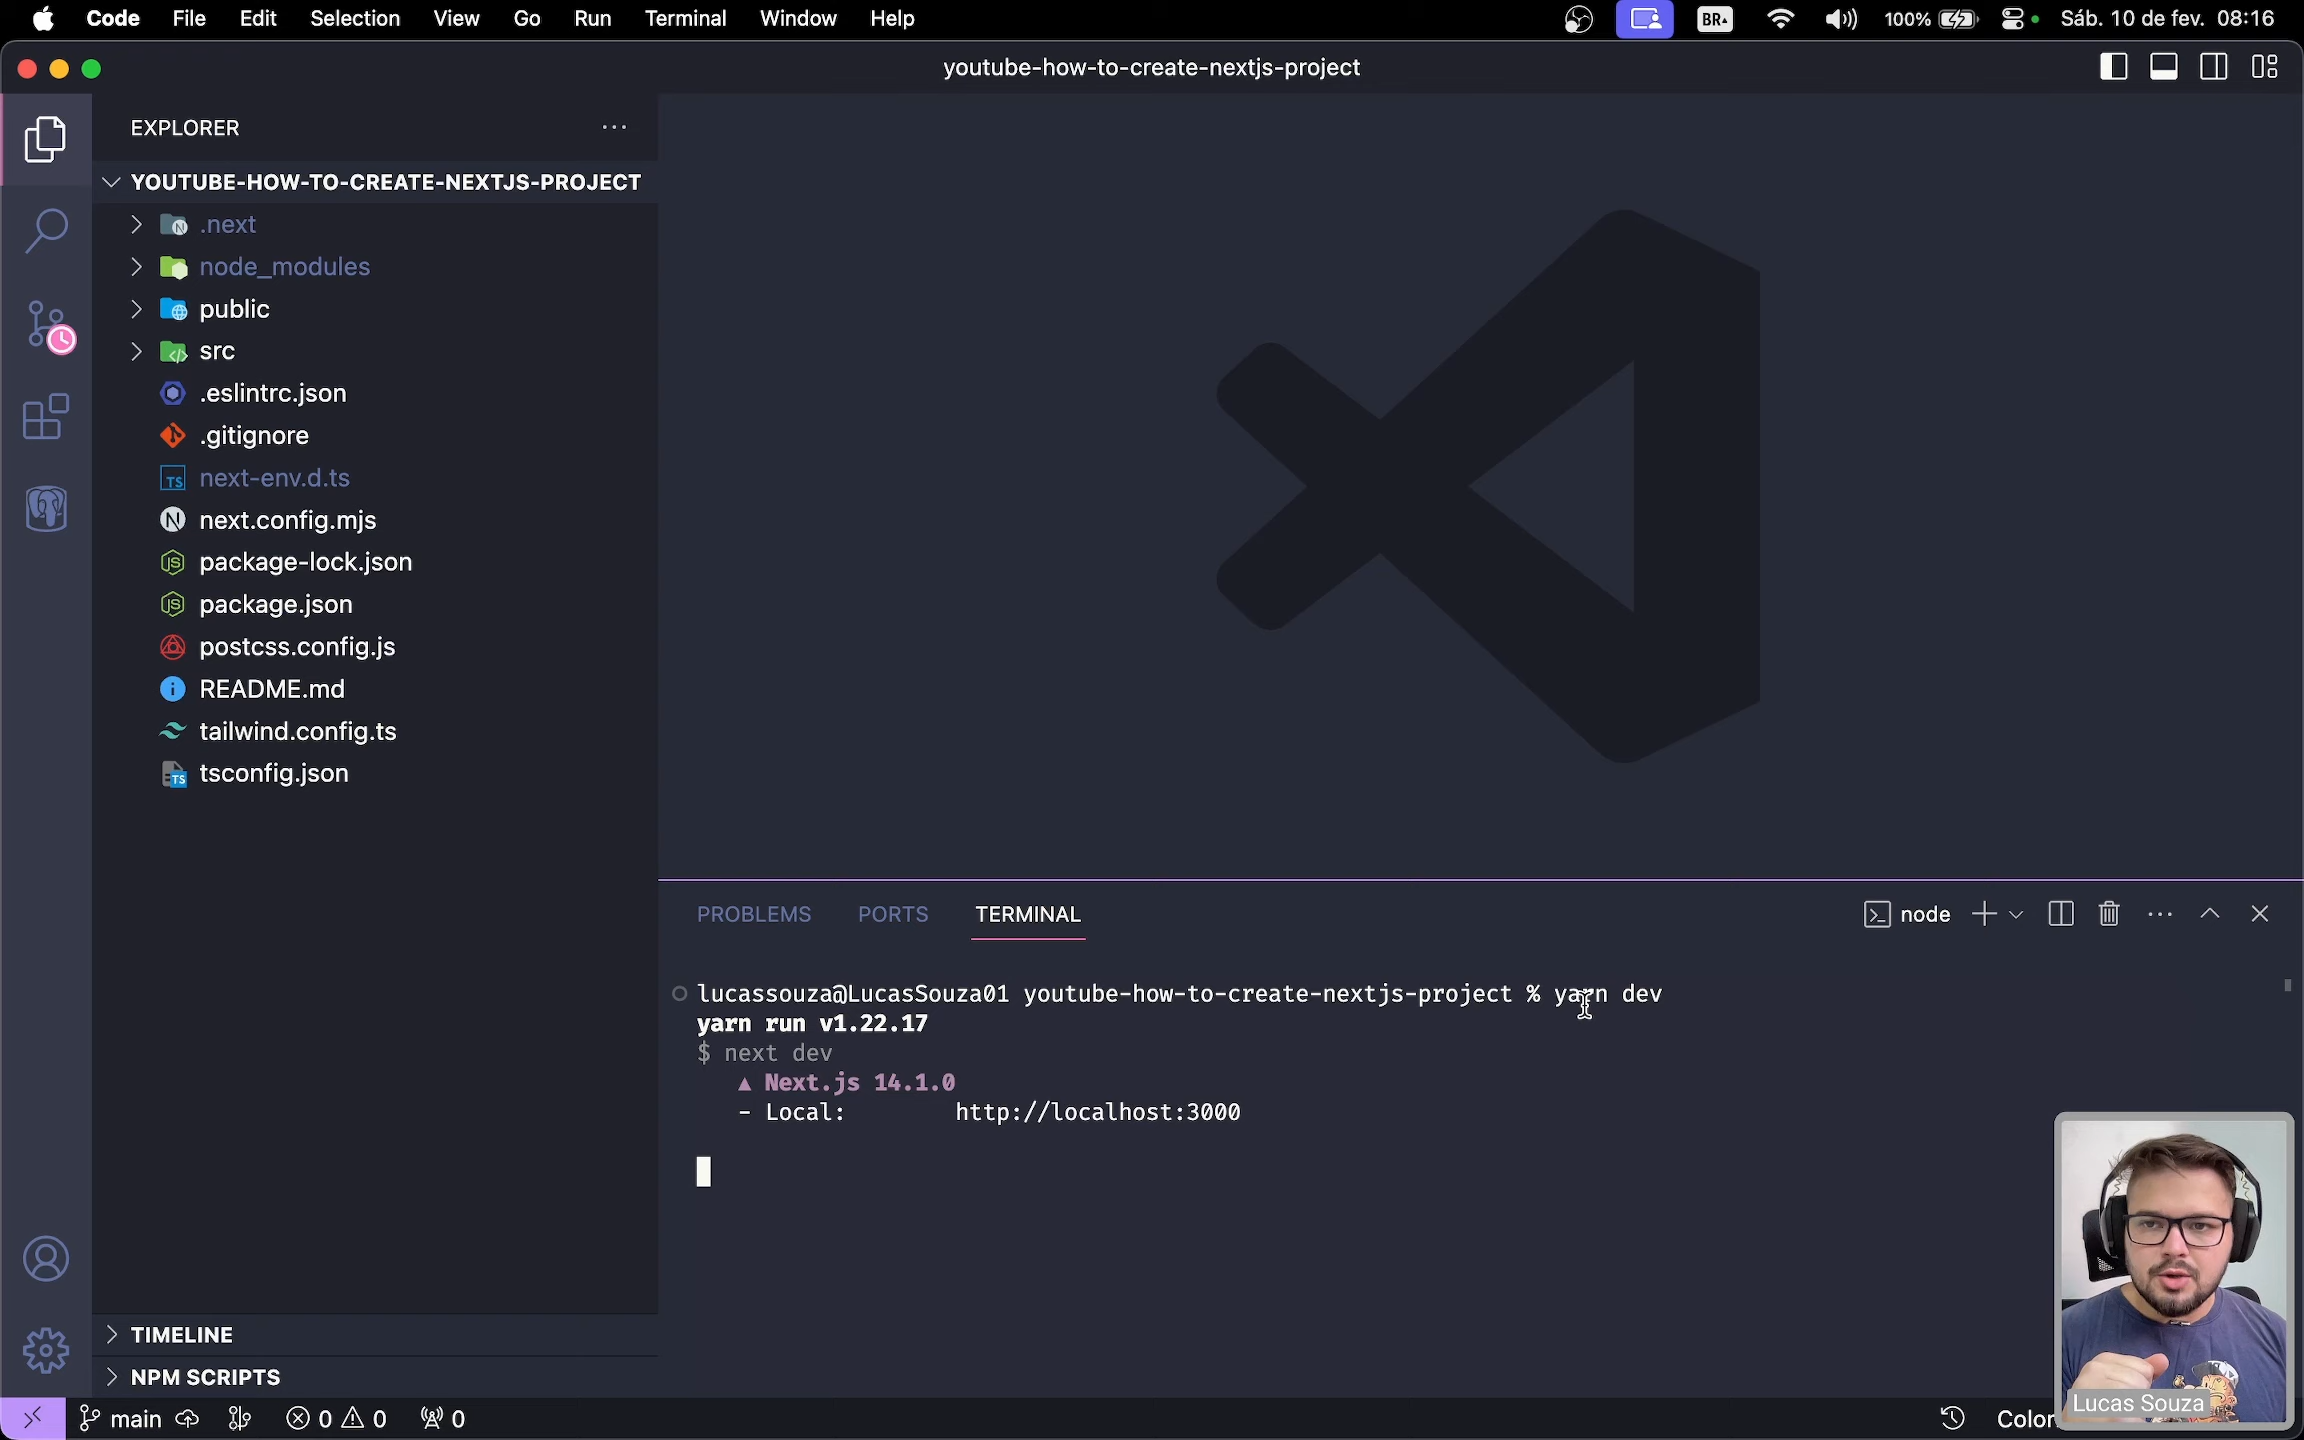 Code File Edit Selection View Go Run Terminal Window Help BR 100% Sáb. 10 de fev. 08:16
youtube-how-to-create-nextjs-project
EXPLORER
YOUTUBE-HOW-TO-CREATE-NEXTJS-PROJECT
.next
node_modules
public
src
.eslintrc.json
.gitignore
next-env.d.ts
next.config.mjs
package-lock.json
package.json
postcss.config.js
README.md
tailwind.config.ts
tsconfig.json
PROBLEMS PORTS TERMINAL node
lucassouza@LucasSouza01 youtube-how-to-create-nextjs-project % yarn dev
yarn run v1.22.17
$ next dev
▲ Next.js 14.1.0
- Local: http://localhost:3000
TIMELINE
NPM SCRIPTS
main 0 0 0 Color
Lucas Souza